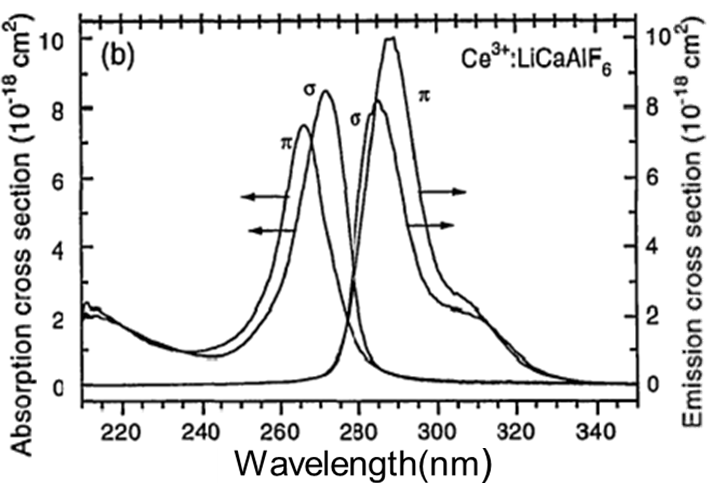 (b)
Ce³⁺:LiCaAlF₆
Absorption cross section (10⁻¹⁸ cm²)
10
8
6
4
2
0
π
σ
σ
π
10
8
6
4
2
0
Emission cross section (10⁻¹⁸ cm²)
220 240 260 280 300 320 340
Wavelength(nm)